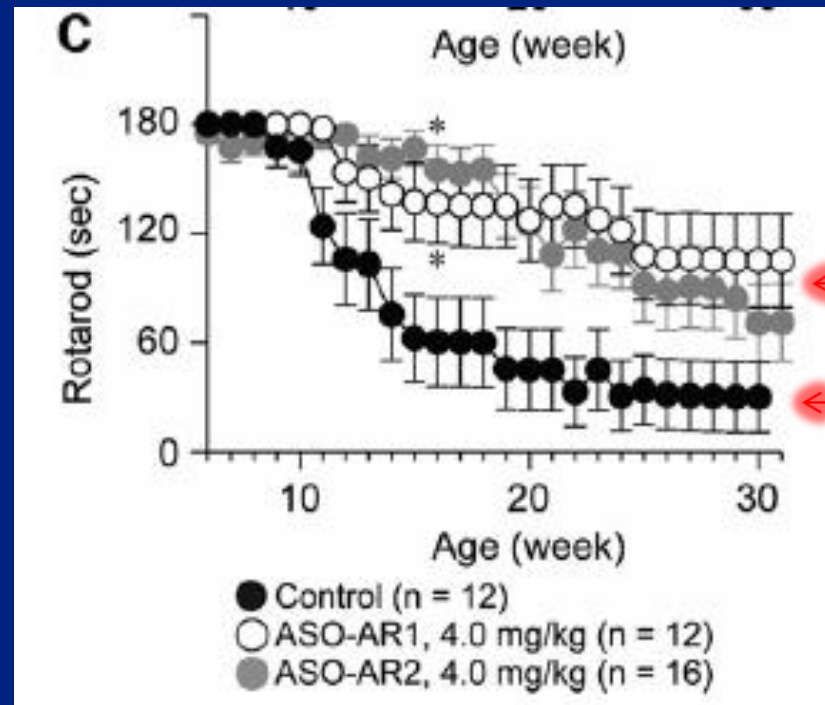 C
Age (week)
Rotarod (sec)
180
120
60
0
*
*
10 20 30
Age (week)
Control (n = 12)
ASO-AR1, 4.0 mg/kg (n = 12)
ASO-AR2, 4.0 mg/kg (n = 16)